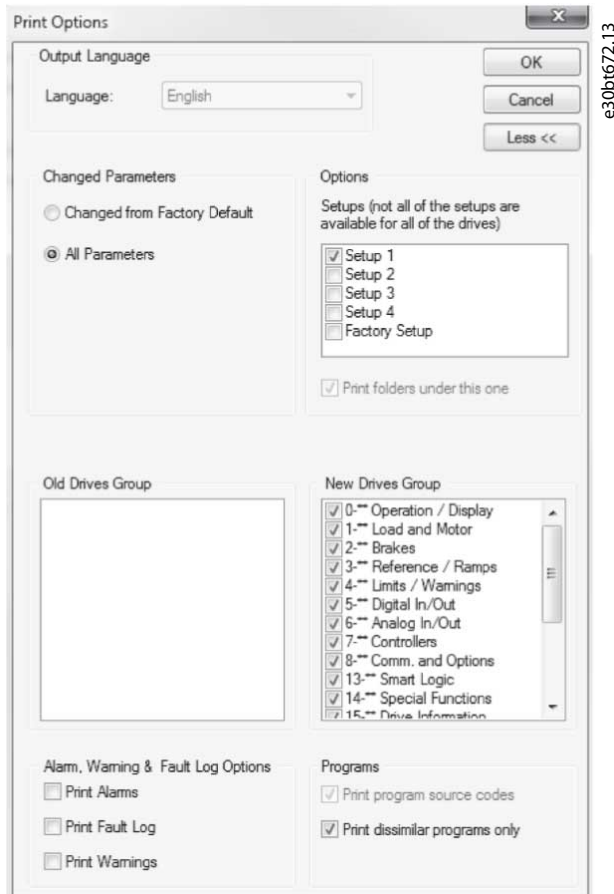 Print Options
Output Language
Language: English
OK
Cancel
Less <<
e30bt672.13
Changed Parameters
Changed from Factory Default
All Parameters
Options
Setups (not all of the setups are
available for all of the drives)
Setup 1
Setup 2
Setup 3
Setup 4
Factory Setup
Print folders under this one
Old Drives Group
New Drives Group
0-** Operation / Display
1-** Load and Motor
2-** Brakes
3-** Reference / Ramps
4-** Limits / Warnings
5-** Digital In/Out
6-** Analog In/Out
7-** Controllers
8-** Comm. and Options
13-** Smart Logic
14-** Special Functions
15-** Drive Information
Alarm, Warning & Fault Log Options
Print Alarms
Print Fault Log
Print Warnings
Programs
Print program source codes
Print dissimilar programs only